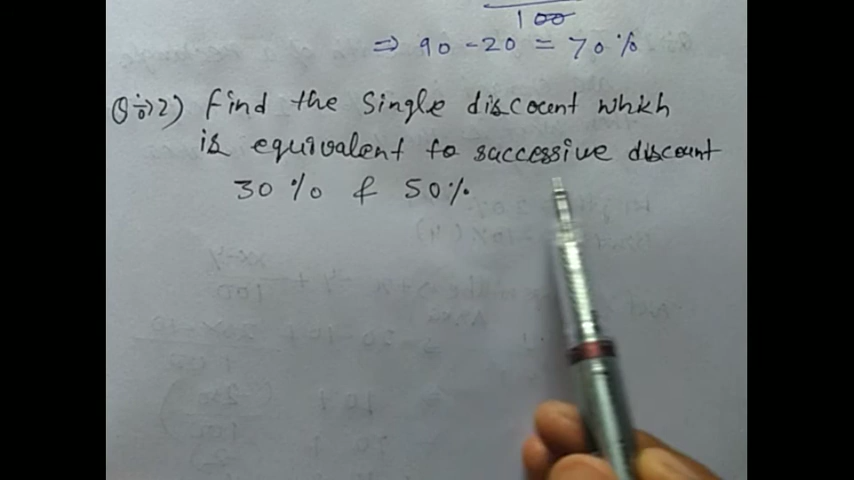 100
⇒ 90 - 20 = 70%
2) Find the Single discount which
is equivalent to successive discount
30% & 50%